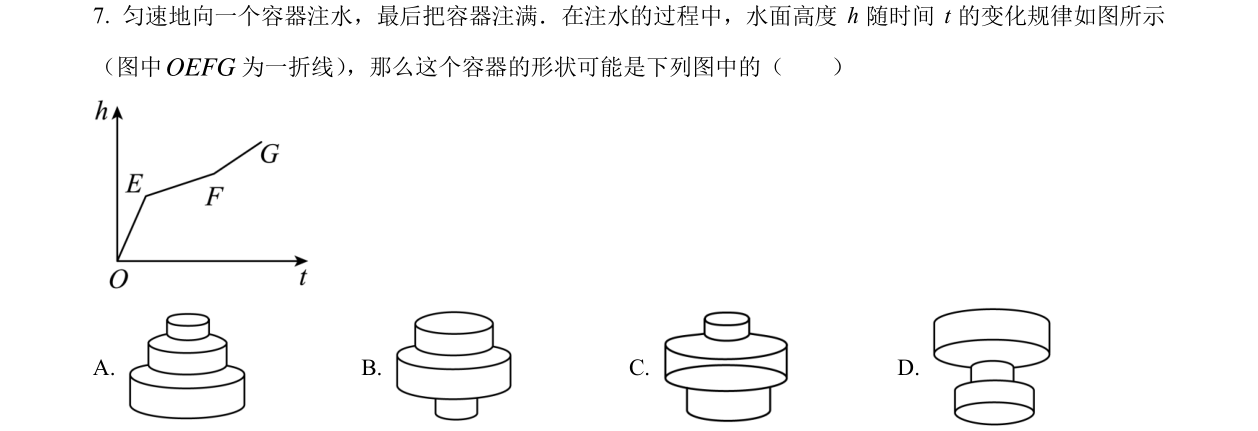 7. 匀速地向一个容器注水，最后把容器注满．在注水的过程中，水面高度 h 随时间 t 的变化规律如图所示
（图中 OEFG 为一折线），那么这个容器的形状可能是下列图中的（　　）
h
G
E
F
O
t
A.
B.
C.
D.